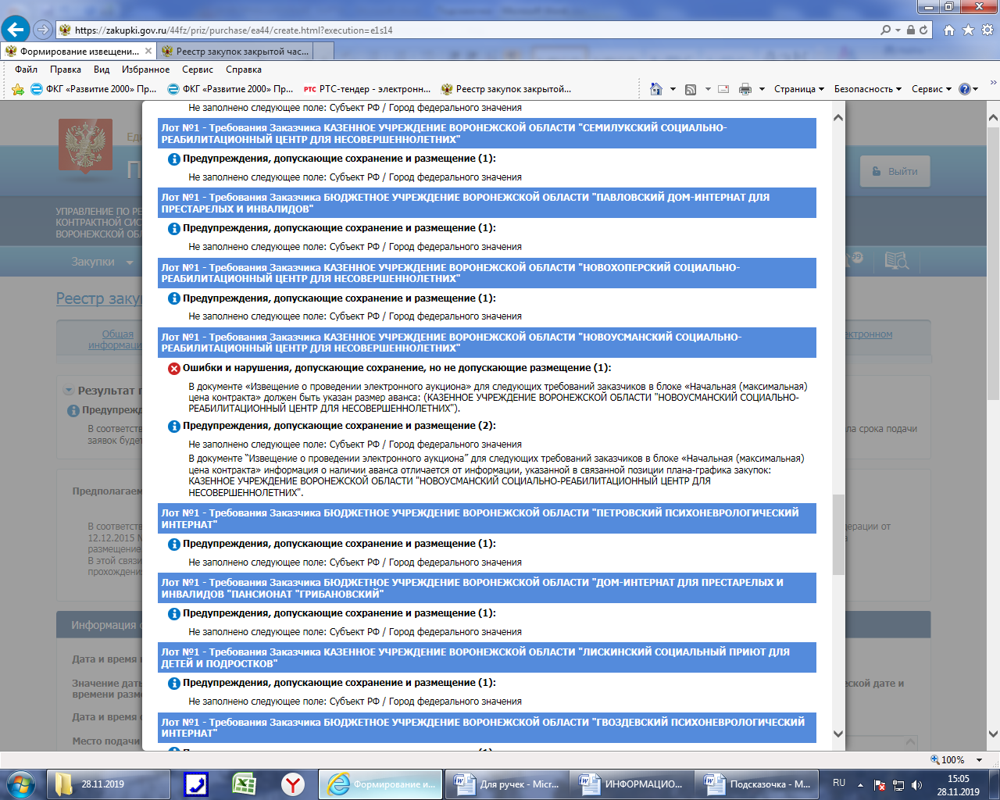 https://zakupki.gov.ru/44fz/priz/purchase/ea44/create.html?execution=e1s14
Формирование извещени...
Реестр закупок закрытой час...
Файл Правка Вид Избранное Сервис Справка
ФКГ «Развитие 2000» Пр...
ФКГ «Развитие 2000» Пр...
РТС РТС-тендер - электронн...
Реестр закупок закрытой...
Страница Безопасность Сервис
Не заполнено следующее поле: Субъект РФ / Город федерального значения
Лот №1 - Требования Заказчика КАЗЕННОЕ УЧРЕЖДЕНИЕ ВОРОНЕЖСКОЙ ОБЛАСТИ "СЕМИЛУКСКИЙ СОЦИАЛЬНО-
РЕАБИЛИТАЦИОННЫЙ ЦЕНТР ДЛЯ НЕСОВЕРШЕННОЛЕТНИХ"
Предупреждения, допускающие сохранение и размещение (1):
Не заполнено следующее поле: Субъект РФ / Город федерального значения
Лот №1 - Требования Заказчика БЮДЖЕТНОЕ УЧРЕЖДЕНИЕ ВОРОНЕЖСКОЙ ОБЛАСТИ "ПАВЛОВСКИЙ ДОМ-ИНТЕРНАТ ДЛЯ
ПРЕСТАРЕЛЫХ И ИНВАЛИДОВ"
Предупреждения, допускающие сохранение и размещение (1):
Не заполнено следующее поле: Субъект РФ / Город федерального значения
Лот №1 - Требования Заказчика КАЗЕННОЕ УЧРЕЖДЕНИЕ ВОРОНЕЖСКОЙ ОБЛАСТИ "НОВОХОПЕРСКИЙ СОЦИАЛЬНО-
РЕАБИЛИТАЦИОННЫЙ ЦЕНТР ДЛЯ НЕСОВЕРШЕННОЛЕТНИХ"
Предупреждения, допускающие сохранение и размещение (1):
Не заполнено следующее поле: Субъект РФ / Город федерального значения
Лот №1 - Требования Заказчика КАЗЕННОЕ УЧРЕЖДЕНИЕ ВОРОНЕЖСКОЙ ОБЛАСТИ "НОВОУСМАНСКИЙ СОЦИАЛЬНО-
РЕАБИЛИТАЦИОННЫЙ ЦЕНТР ДЛЯ НЕСОВЕРШЕННОЛЕТНИХ"
Ошибки и нарушения, допускающие сохранение, но не допускающие размещение (1):
В документе «Извещение о проведении электронного аукциона» для следующих требований заказчиков в блоке «Начальная (максимальная)
цена контракта» должен быть указан размер аванса: (КАЗЕННОЕ УЧРЕЖДЕНИЕ ВОРОНЕЖСКОЙ ОБЛАСТИ "НОВОУСМАНСКИЙ СОЦИАЛЬНО-
РЕАБИЛИТАЦИОННЫЙ ЦЕНТР ДЛЯ НЕСОВЕРШЕННОЛЕТНИХ").
Предупреждения, допускающие сохранение и размещение (2):
Не заполнено следующее поле: Субъект РФ / Город федерального значения
В документе “Извещение о проведении электронного аукциона” для следующих требований заказчиков в блоке «Начальная (максимальная)
цена контракта» информация о наличии аванса отличается от информации, указанной в связанной позиции плана-графика закупок:
КАЗЕННОЕ УЧРЕЖДЕНИЕ ВОРОНЕЖСКОЙ ОБЛАСТИ "НОВОУСМАНСКИЙ СОЦИАЛЬНО-РЕАБИЛИТАЦИОННЫЙ ЦЕНТР ДЛЯ
НЕСОВЕРШЕННОЛЕТНИХ".
Лот №1 - Требования Заказчика БЮДЖЕТНОЕ УЧРЕЖДЕНИЕ ВОРОНЕЖСКОЙ ОБЛАСТИ "ПЕТРОВСКИЙ ПСИХОНЕВРОЛОГИЧЕСКИЙ
ИНТЕРНАТ"
Предупреждения, допускающие сохранение и размещение (1):
Не заполнено следующее поле: Субъект РФ / Город федерального значения
Лот №1 - Требования Заказчика БЮДЖЕТНОЕ УЧРЕЖДЕНИЕ ВОРОНЕЖСКОЙ ОБЛАСТИ "ДОМ-ИНТЕРНАТ ДЛЯ ПРЕСТАРЕЛЫХ И
ИНВАЛИДОВ "ПАНСИОНАТ "ГРИБАНОВСКИЙ"
Предупреждения, допускающие сохранение и размещение (1):
Не заполнено следующее поле: Субъект РФ / Город федерального значения
Лот №1 - Требования Заказчика КАЗЕННОЕ УЧРЕЖДЕНИЕ ВОРОНЕЖСКОЙ ОБЛАСТИ "ЛИСКИНСКИЙ СОЦИАЛЬНЫЙ ПРИЮТ ДЛЯ
ДЕТЕЙ И ПОДРОСТКОВ"
Предупреждения, допускающие сохранение и размещение (1):
Не заполнено следующее поле: Субъект РФ / Город федерального значения
Лот №1 - Требования Заказчика БЮДЖЕТНОЕ УЧРЕЖДЕНИЕ ВОРОНЕЖСКОЙ ОБЛАСТИ "ГВОЗДЕВСКИЙ ПСИХОНЕВРОЛОГИЧЕСКИЙ
ИНТЕРНАТ"
Еди
П
Выйти
УПРАВЛЕНИЕ ПО РЕ
КОНТРАКТНОЙ СИС
ВОРОНЕЖСКОЙ ОБЛ
Закупки
99
Реестр заку
Общая
информаци
ектронном
Результат п
Предупрежд
В соответств
ла срока подачи
заявок будет
Предполагаем
В соответств
дерации от
12.12.2015 N
размещение
В этой связи
прохождения
Информация о
Дата и время
Значение даты
ской дате и
времени разме
Дата и время
Место подачи
100%
28.11.2019
Формирование и...
Для ручек - Micr...
ИНФОРМАЦИО...
Подсказочка - M...
RU
15:05
28.11.2019